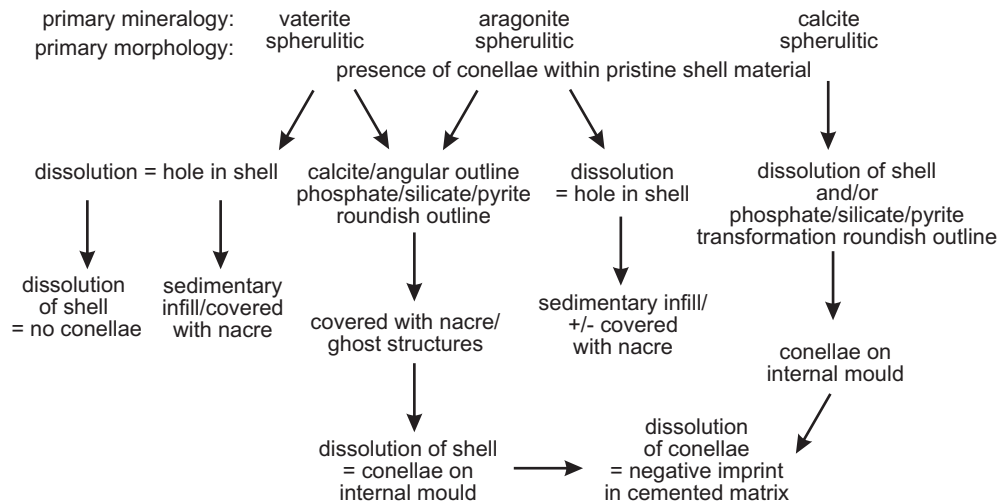 primary mineralogy:
primary morphology:
vaterite
spherulitic
aragonite
spherulitic
calcite
spherulitic
presence of conellae within pristine shell material
dissolution = hole in shell
calcite/angular outline
phosphate/silicate/pyrite
roundish outline
dissolution
= hole in shell
dissolution of shell
and/or
phosphate/silicate/pyrite
transformation roundish outline
dissolution
of shell
= no conellae
sedimentary
infill/covered
with nacre
covered with nacre/
ghost structures
sedimentary infill/
+/- covered
with nacre
conellae on
internal mould
dissolution of shell
= conellae on
internal mould
dissolution
of conellae
= negative imprint
in cemented matrix